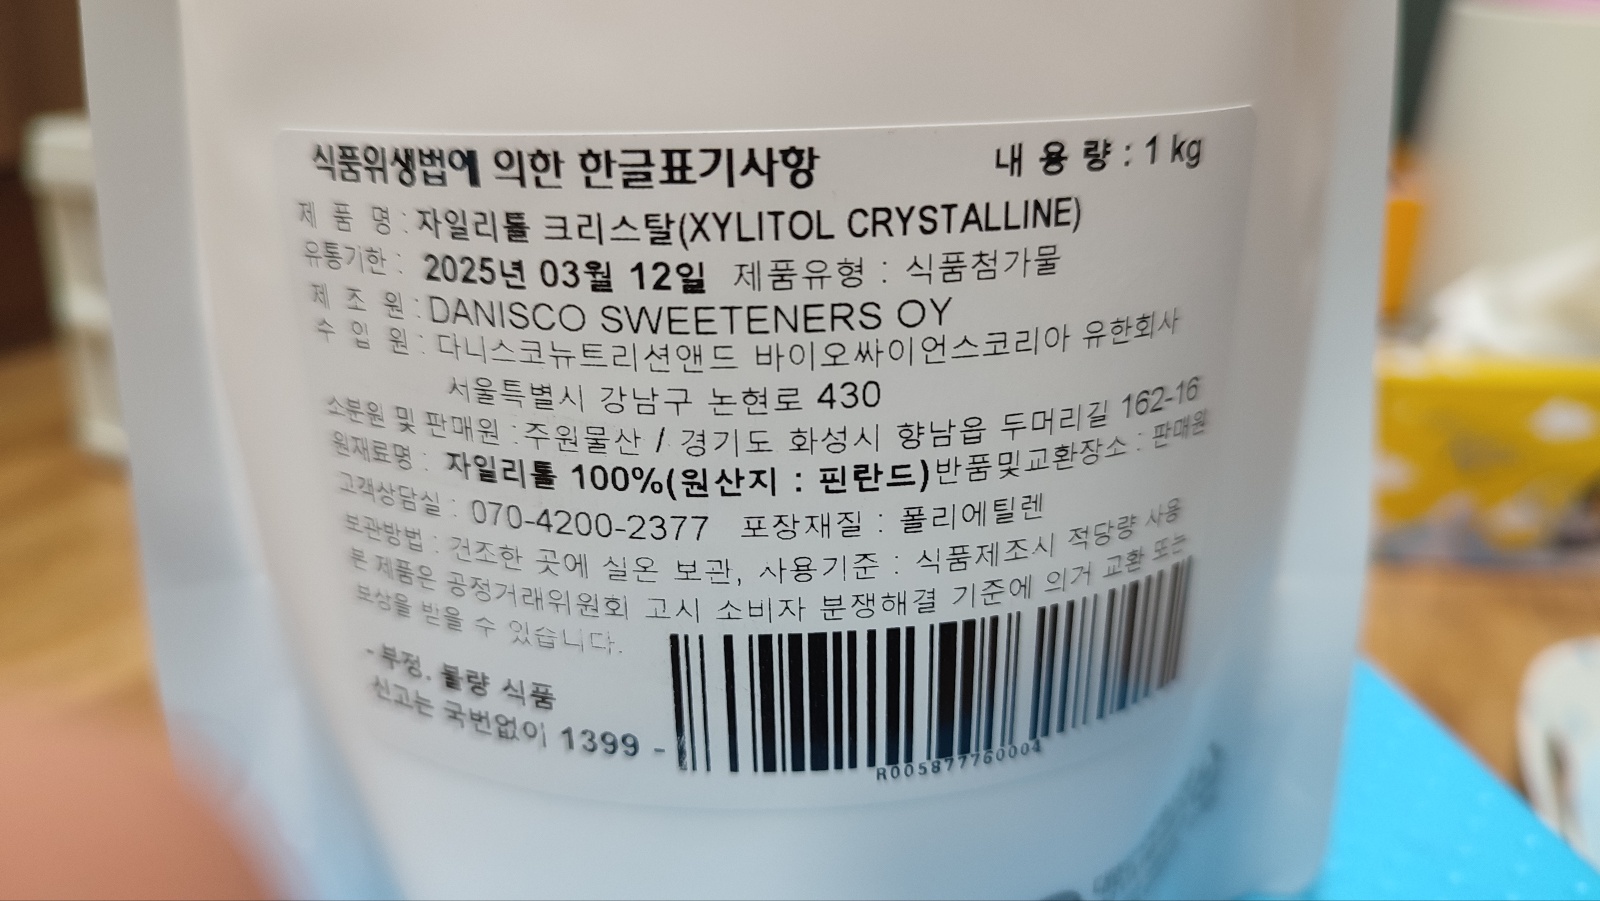 식품위생법에 의한 한글표기사항 내 용 량 : 1 kg
제 품 명 : 자일리톨 크리스탈(XYLITOL CRYSTALLINE)
유통기한 : 2025년 03월 12일 제품유형 : 식품첨가물
제 조 원 : DANISCO SWEETENERS OY
수 입 원 : 다니스코뉴트리션앤드 바이오싸이언스코리아 유한회사
서울특별시 강남구 논현로 430
소분원 및 판매원 : 주원물산 / 경기도 화성시 향남읍 두머리길 162-16
원재료명 : 자일리톨 100%(원산지 : 핀란드) 반품및교환장소 : 판매원
고객상담실 : 070-4200-2377 포장재질 : 폴리에틸렌
보관방법 : 건조한 곳에 실온 보관, 사용기준 : 식품제조시 적당량 사용
본 제품은 공정거래위원회 고시 소비자 분쟁해결 기준에 의거 교환 또는
보상을 받을 수 있습니다.
-부정. 불량 식품
신고는 국번없이 1399 -
R005877760004